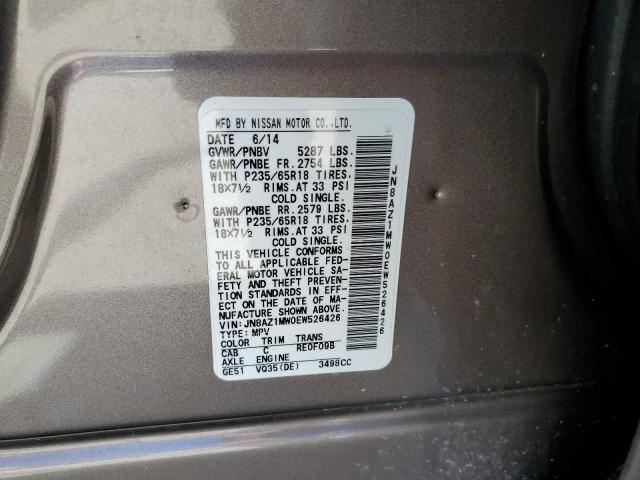 MFD BY NISSAN MOTOR CO.,LTD.
DATE 6/14
GVWR/PNBV 5287 LBS.
GAWR/PNBE FR. 2754 LBS.
WITH P235/65R18 TIRES,
18×7½ RIMS.AT 33 PSI
COLD SINGLE.
GAWR/PNBE RR. 2579 LBS.
WITH P235/65R18 TIRES,
18×7½ RIMS.AT 33 PSI
COLD SINGLE.
THIS VEHICLE CONFORMS
TO ALL APPLICABLE FED-
ERAL MOTOR VEHICLE SA-
FETY AND THEFT PREVEN-
TION STANDARDS IN EFF-
ECT ON THE DATE OF MA-
NUFACTURE SHOWN ABOVE.
VIN: JN8AZ1MW0EW526426
TYPE: MPV
COLOR TRIM TRANS
CAB C RE0F09B
AXLE ENGINE
GE51 VQ35(DE) 3498CC
JN8AZ1MW0EW526426